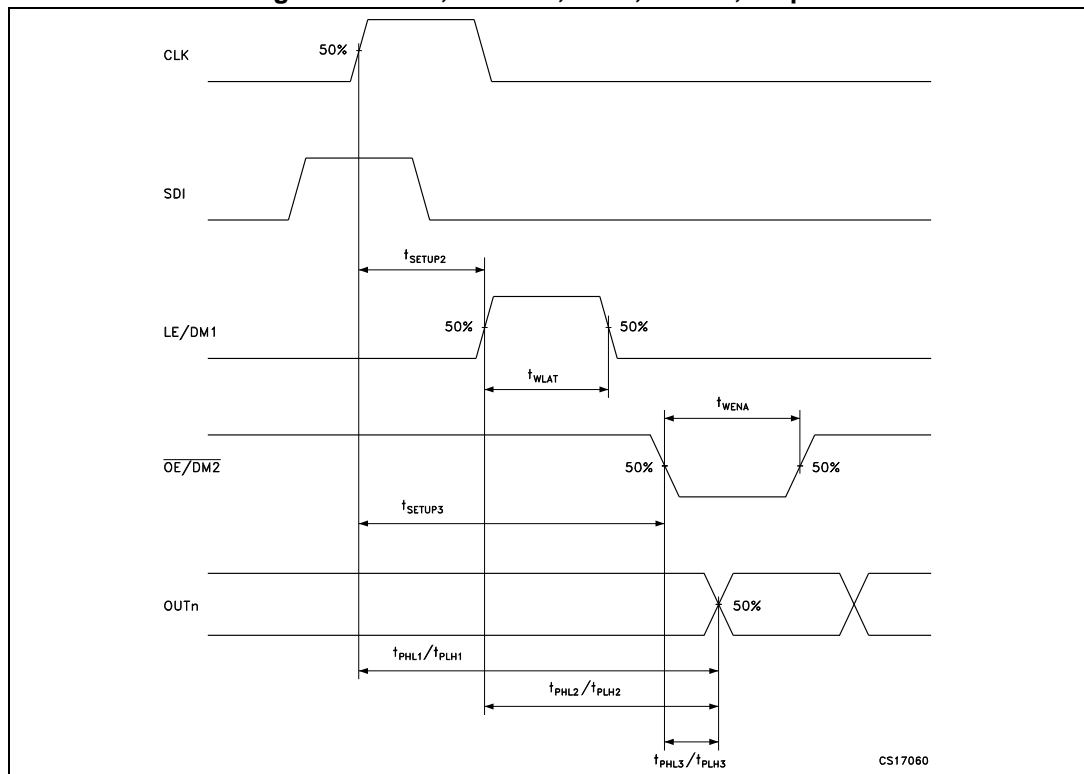 CLK
50%
SDI
tSETUP2
LE/DM1
50%
50%
tWLAT
tWENA
OE/DM2
50%
50%
tSETUP3
OUTn
50%
tPHL1/tPLH1
tPHL2/tPLH2
tPHL3/tPLH3
CS17060